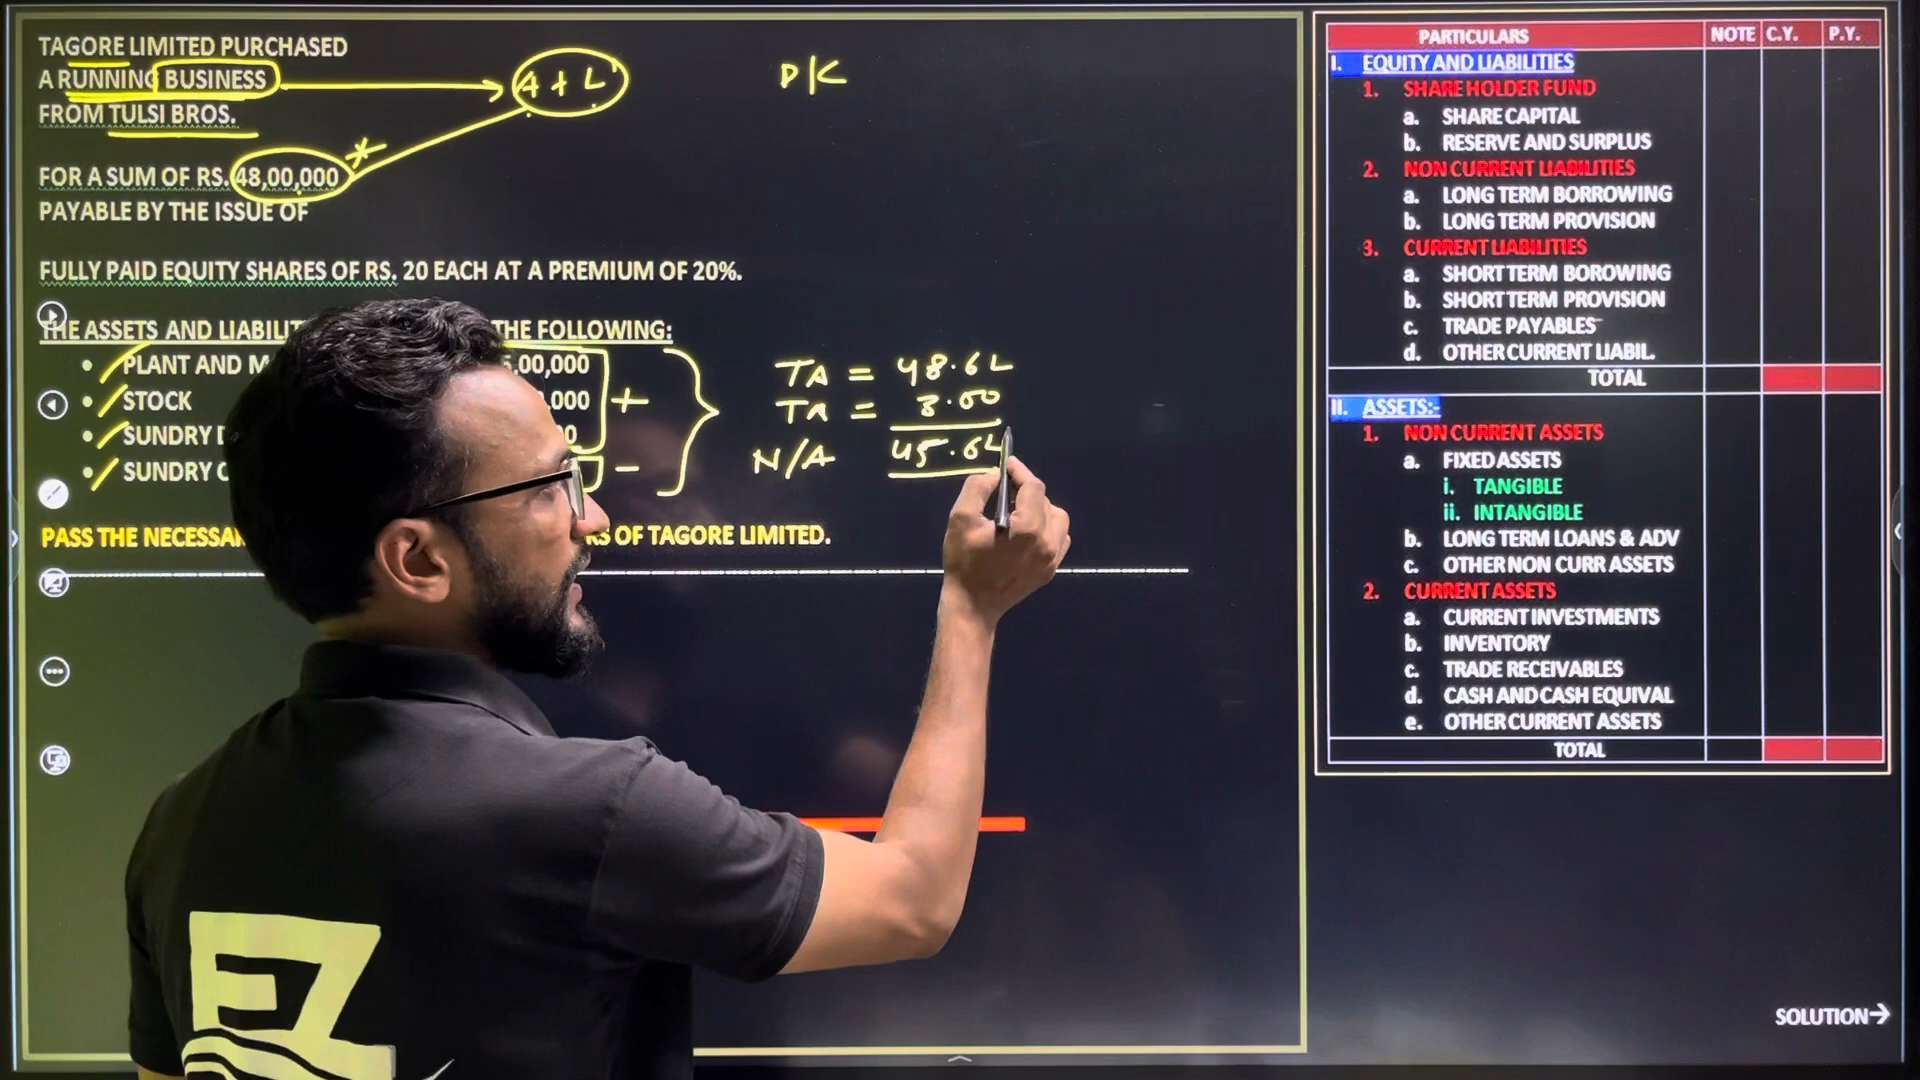 TAGORE LIMITED PURCHASED
A RUNNING BUSINESS
A + L
P/C
FROM TULSI BROS.
FOR A SUM OF RS. 48,00,000
PAYABLE BY THE ISSUE OF
FULLY PAID EQUITY SHARES OF RS. 20 EACH AT A PREMIUM OF 20%.
THE ASSETS AND THE FOLLOWING:
PLANT AND
STOCK
SUNDRY
SUNDRY
+
-
TA = 48.6L
TA = 3.00
N/A 45.6L
PASS THE OF TAGORE LIMITED.
PARTICULARS NOTE C.Y. P.Y.
I. EQUITY AND LIABILITIES
1. SHARE HOLDER FUND
a. SHARE CAPITAL
b. RESERVE AND SURPLUS
2. NON CURRENT LIABILITIES
a. LONG TERM BORROWING
b. LONG TERM PROVISION
3. CURRENT LIABILITIES
a. SHORT TERM BOROWING
b. SHORT TERM PROVISION
c. TRADE PAYABLES
d. OTHER CURRENT LIABIL.
TOTAL
II. ASSETS:-
1. NON CURRENT ASSETS
a. FIXED ASSETS
i. TANGIBLE
ii. INTANGIBLE
b. LONG TERM LOANS & ADV
c. OTHER NON CURR ASSETS
2. CURRENT ASSETS
a. CURRENT INVESTMENTS
b. INVENTORY
c. TRADE RECEIVABLES
d. CASH AND CASH EQUIVAL
e. OTHER CURRENT ASSETS
TOTAL
SOLUTION→
EZ